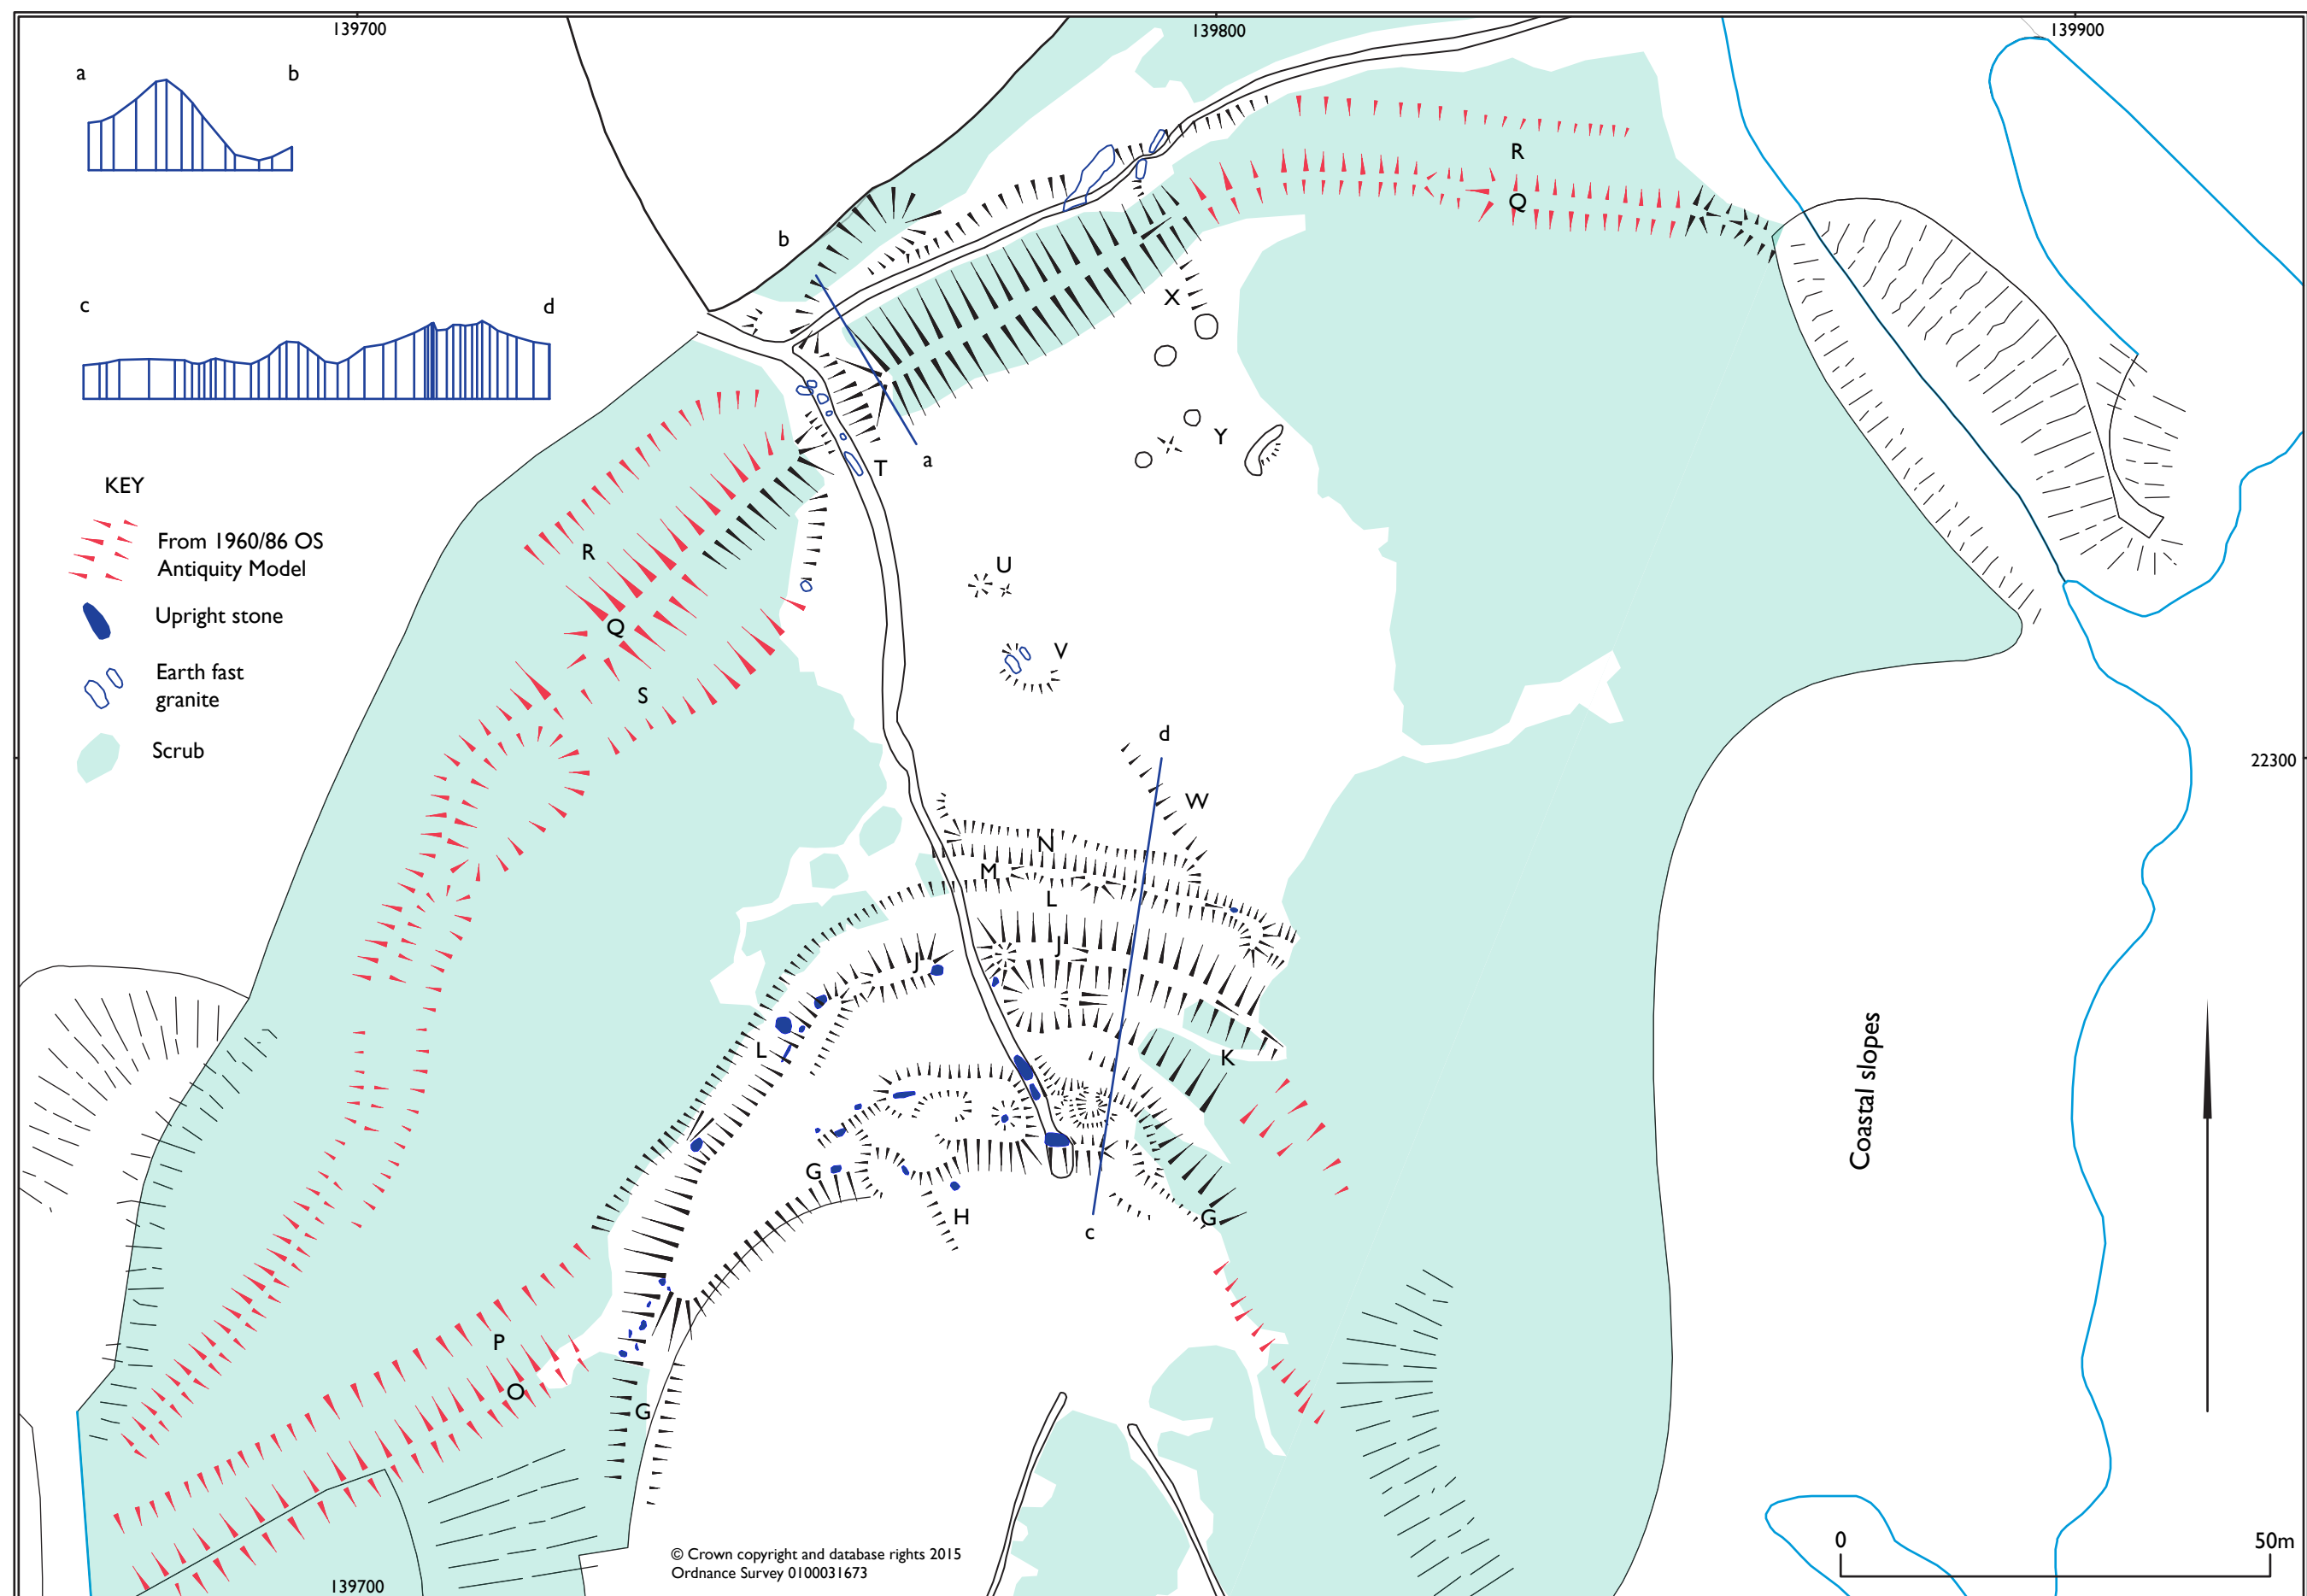 139700
139800
139900
a
b
c
d
KEY
From 1960/86 OS
Antiquity Model
Upright stone
Earth fast
granite
Scrub
R
Q
b
X
Y
a
T
R
U
Q
V
S
d
22300
W
N
M
L
J
J
L
K
G
H
G
c
Coastal slopes
P
O
G
© Crown copyright and database rights 2015
Ordnance Survey 0100031673
0
50m
139700